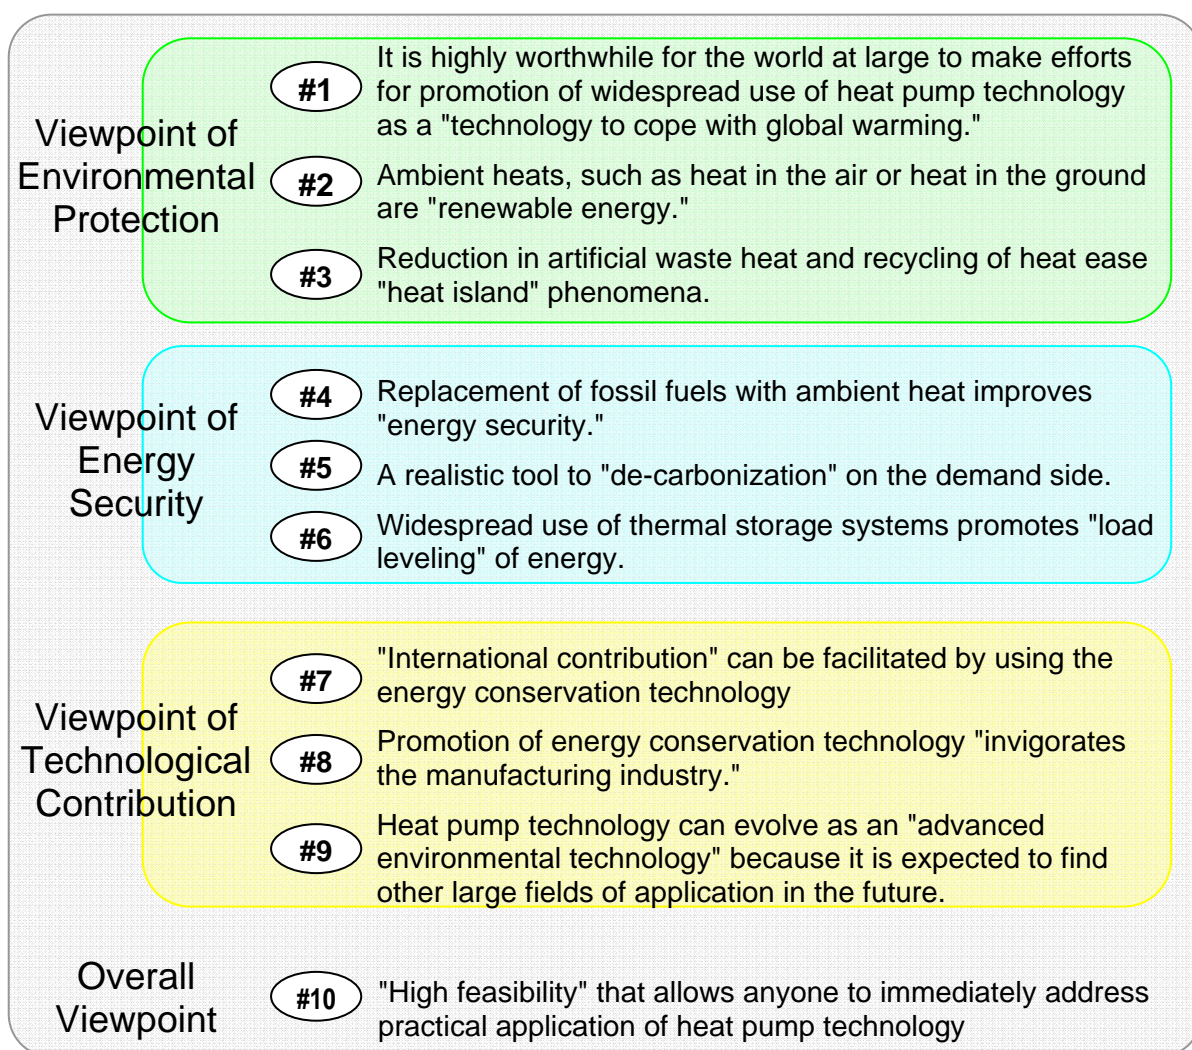 Viewpoint of
Environmental
Protection
#1
It is highly worthwhile for the world at large to make efforts
for promotion of widespread use of heat pump technology
as a "technology to cope with global warming."
#2
Ambient heats, such as heat in the air or heat in the ground
are "renewable energy."
#3
Reduction in artificial waste heat and recycling of heat ease
"heat island" phenomena.
Viewpoint of
Energy
Security
#4
Replacement of fossil fuels with ambient heat improves
"energy security."
#5
A realistic tool to "de-carbonization" on the demand side.
#6
Widespread use of thermal storage systems promotes "load
leveling" of energy.
Viewpoint of
Technological
Contribution
#7
"International contribution" can be facilitated by using the
energy conservation technology
#8
Promotion of energy conservation technology "invigorates
the manufacturing industry."
#9
Heat pump technology can evolve as an "advanced
environmental technology" because it is expected to find
other large fields of application in the future.
Overall
Viewpoint
#10
"High feasibility" that allows anyone to immediately address
practical application of heat pump technology